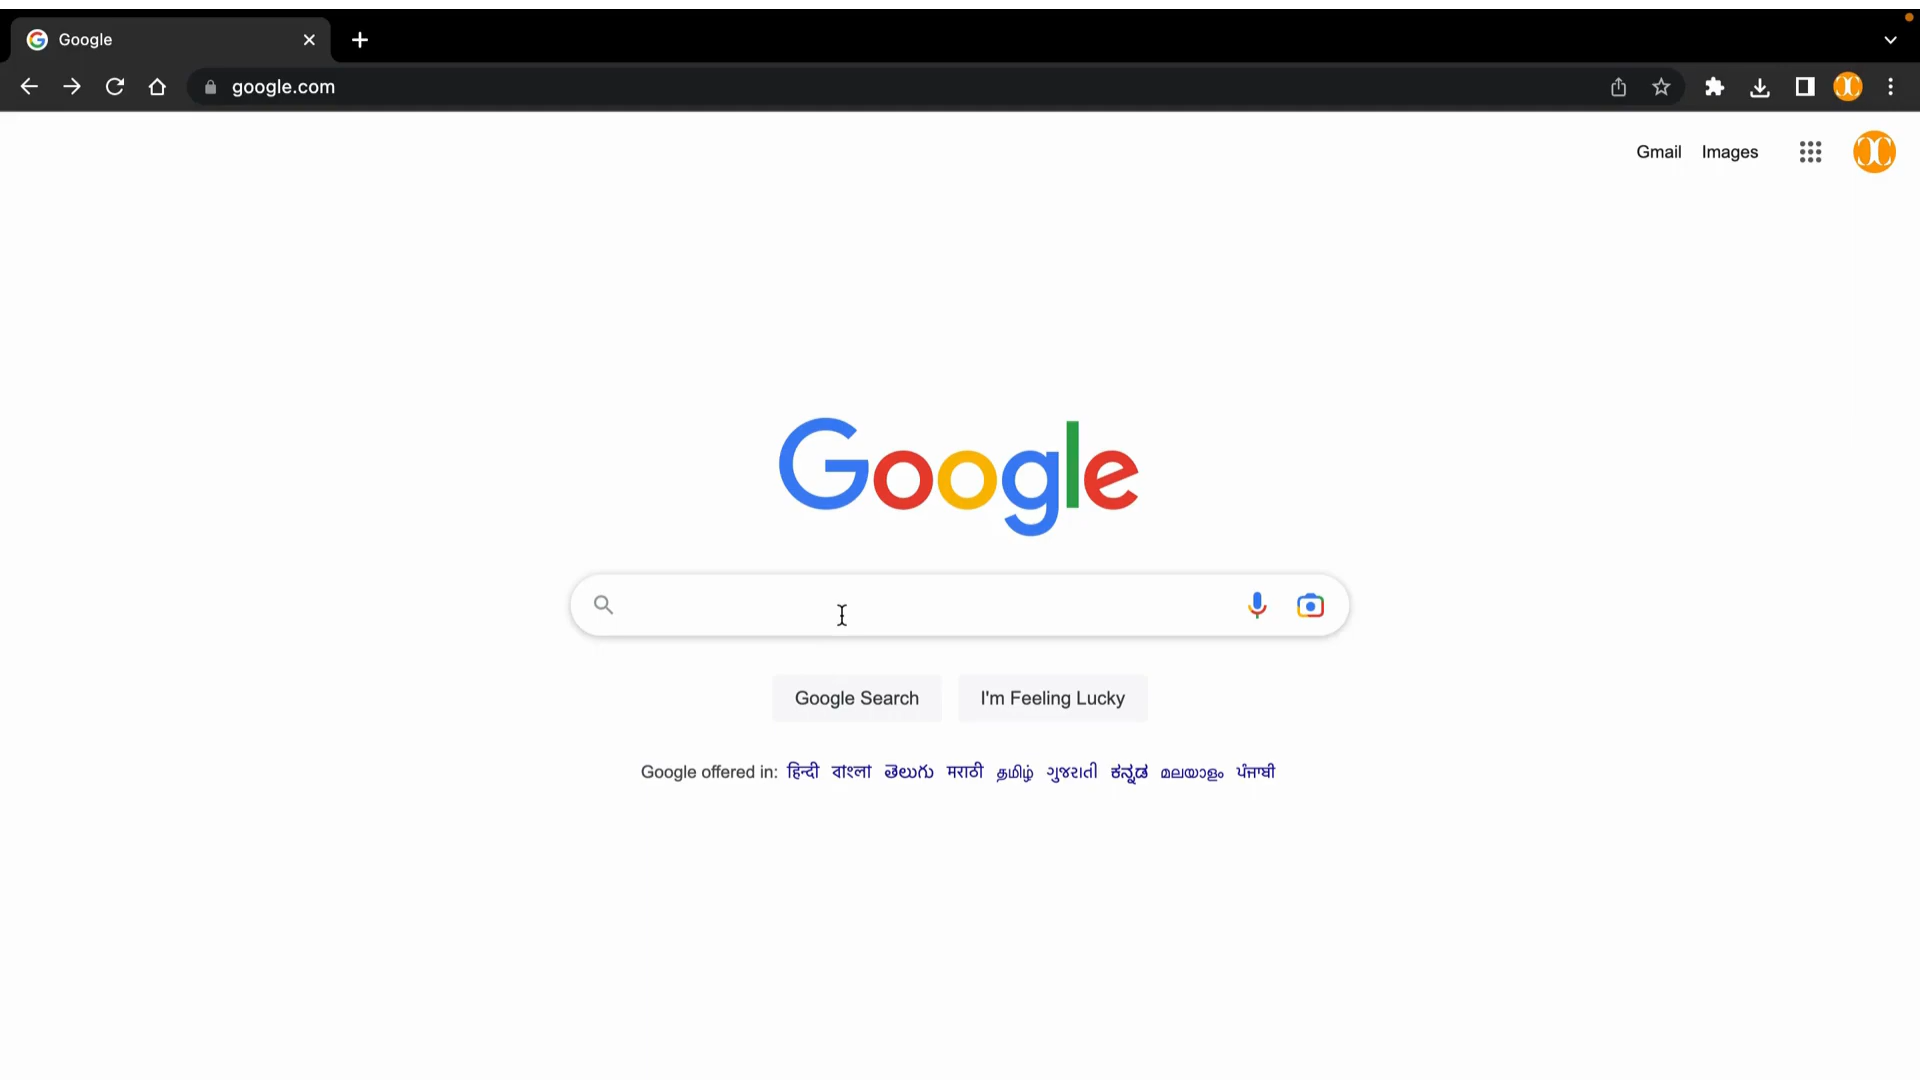 Google
google.com
Gmail Images
Google
Google Search I'm Feeling Lucky
Google offered in: हिन्दी বাংলা తెలుగు मराठी தமிழ் ગુજરાતી ಕನ್ನಡ മലയാളം ਪੰਜਾਬੀ